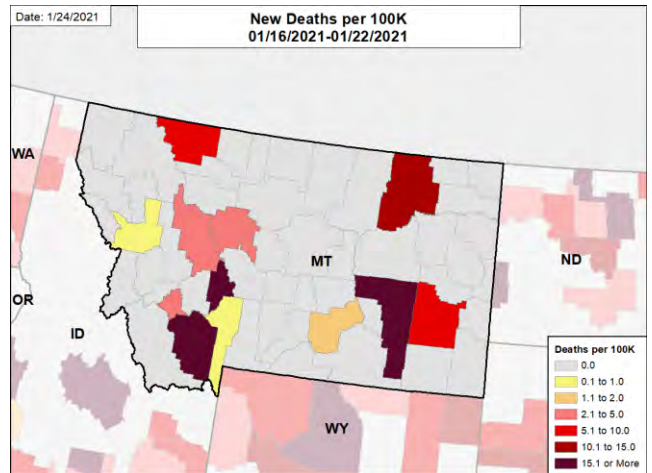 Date: 1/24/2021
New Deaths per 100K
01/16/2021-01/22/2021
WA
MT
ND
OR
ID
WY
Deaths per 100K
0.0
0.1 to 1.0
1.1 to 2.0
2.1 to 5.0
5.1 to 10.0
10.1 to 15.0
15.1 or More